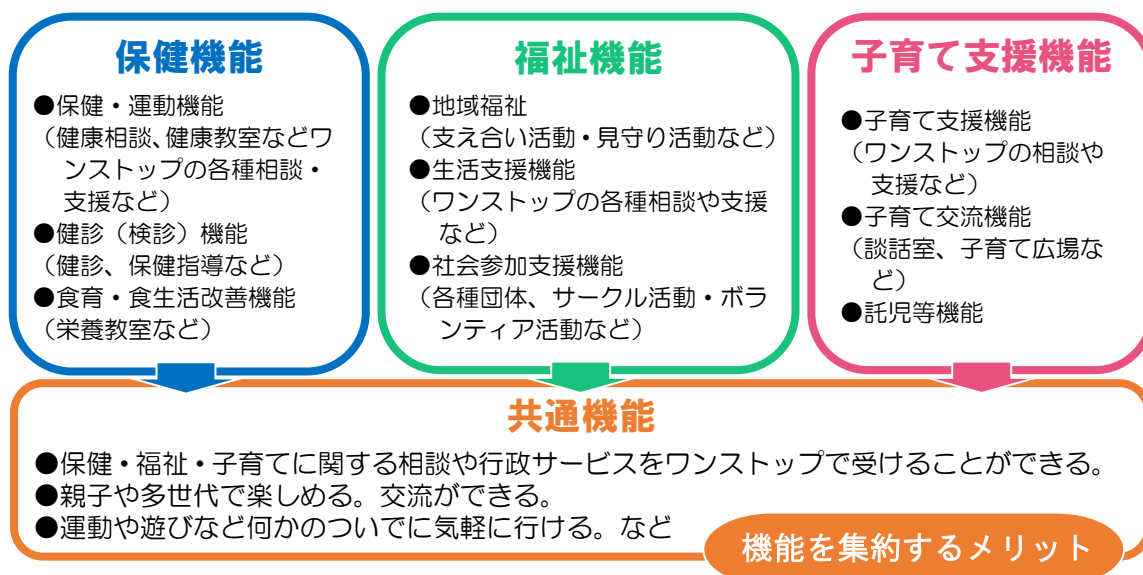 保健機能
●保健・運動機能
（健康相談、健康教室などワ
ンストップの各種相談・
支援など）
●健診（検診）機能
（健診、保健指導など）
●食育・食生活改善機能
（栄養教室など）
福祉機能
●地域福祉
（支え合い活動・見守り活動など）
●生活支援機能
（ワンストップの各種相談や支援
など）
●社会参加支援機能
（各種団体、サークル活動・ボラ
ンティア活動など）
子育て支援機能
●子育て支援機能
（ワンストップの相談や
支援など）
●子育て交流機能
（談話室、子育て広場な
ど）
●託児等機能
共通機能
●保健・福祉・子育てに関する相談や行政サービスをワンストップで受けることができる。
●親子や多世代で楽しめる。交流ができる。
●運動や遊びなど何かのついでに気軽に行ける。など
機能を集約するメリット